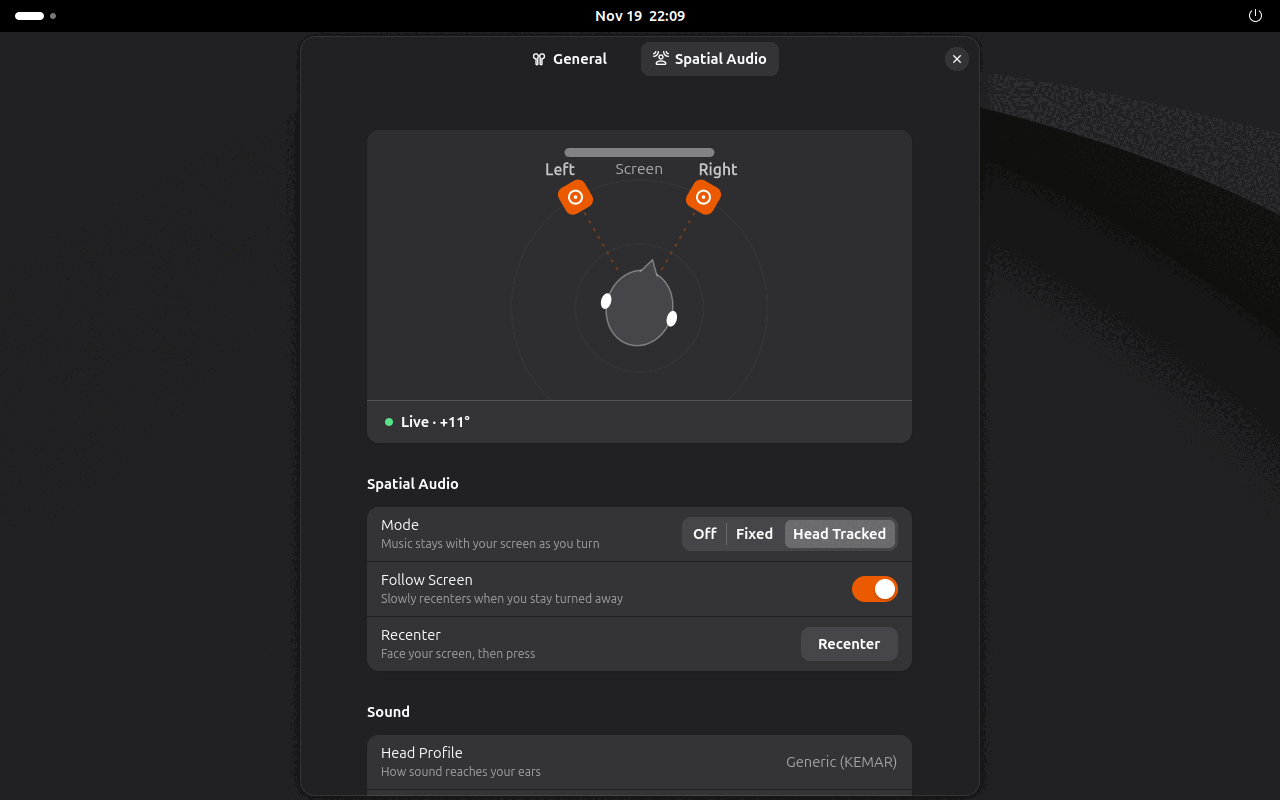 Nov 19 22:09
General
Spatial Audio
Left
Screen
Right
Live · +11°
Spatial Audio
Mode
Music stays with your screen as you turn
Off
Fixed
Head Tracked
Follow Screen
Slowly recenters when you stay turned away
Recenter
Face your screen, then press
Recenter
Sound
Head Profile
How sound reaches your ears
Generic (KEMAR)